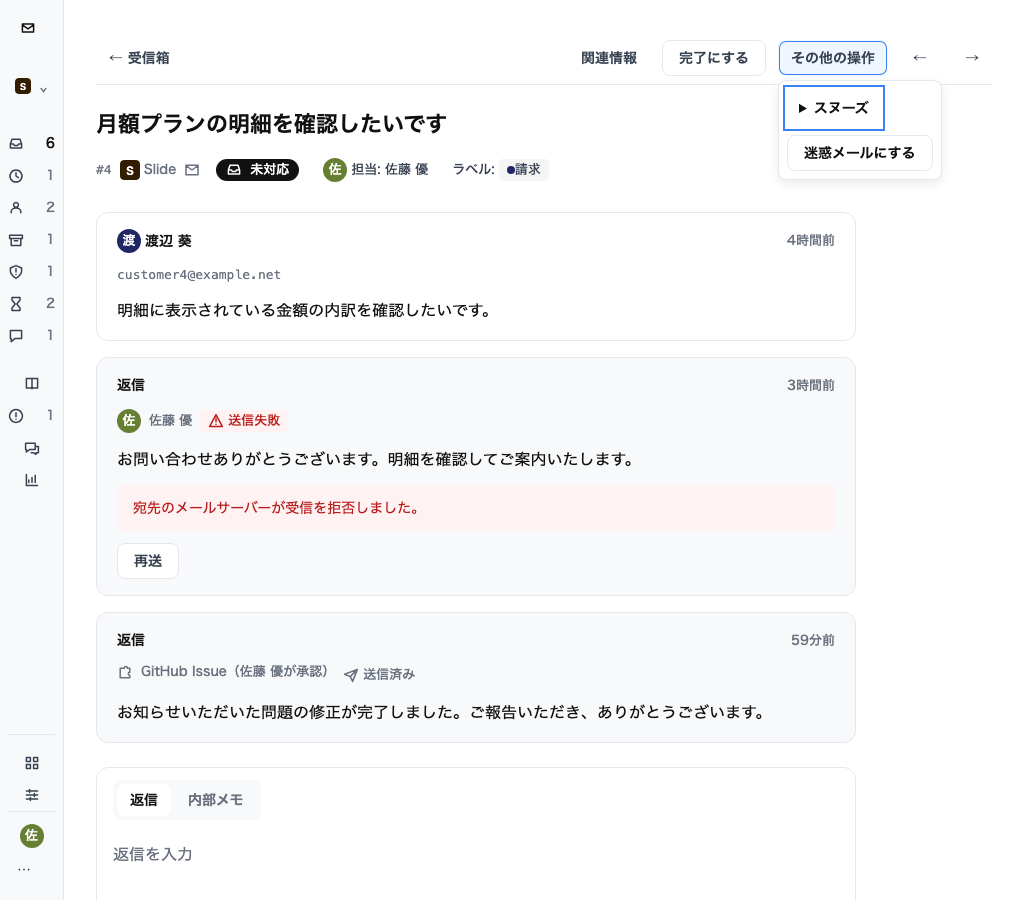 ← 受信箱
関連情報
完了にする
その他の操作
←
→
S
▶ スヌーズ
迷惑メールにする
月額プランの明細を確認したいです
#4 S Slide 未対応 佐 担当: 佐藤 優 ラベル: 請求
6
1
2
1
1
2
1
1
渡 渡辺 葵
4時間前
customer4@example.net
明細に表示されている金額の内訳を確認したいです。
返信
3時間前
佐 佐藤 優 送信失敗
お問い合わせありがとうございます。明細を確認してご案内いたします。
宛先のメールサーバーが受信を拒否しました。
再送
返信
59分前
GitHub Issue（佐藤 優が承認） 送信済み
お知らせいただいた問題の修正が完了しました。ご報告いただき、ありがとうございます。
返信 内部メモ
返信を入力
佐
…